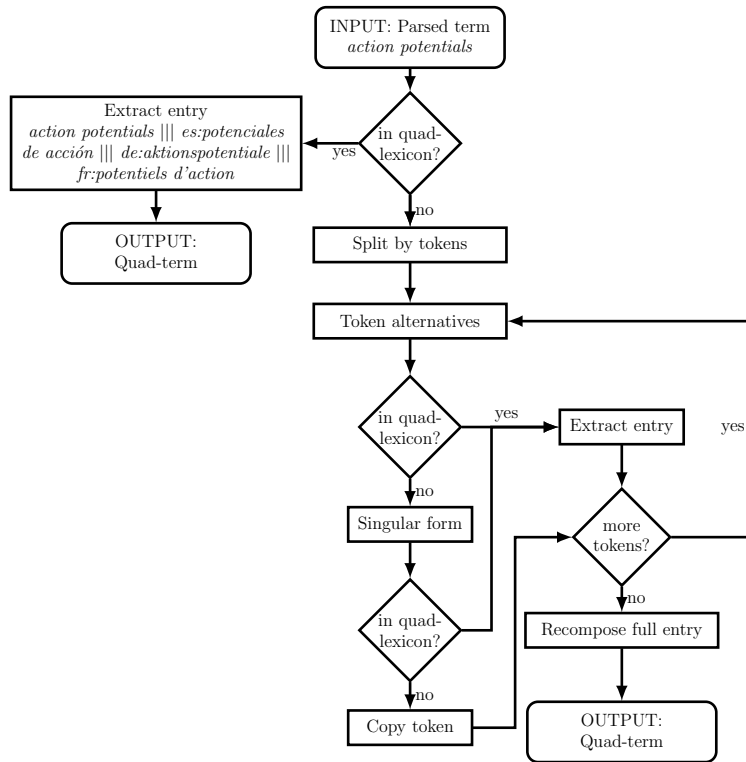 INPUT: Parsed term
action potentials
in quad-
lexicon?
yes
Extract entry
action potentials ||| es:potenciales
de acción ||| de:aktionspotentiale |||
fr:potentiels d'action
OUTPUT:
Quad-term
no
Split by tokens
Token alternatives
in quad-
lexicon?
yes
Extract entry
yes
no
Singular form
more
tokens?
in quad-
lexicon?
no
Recompose full entry
no
Copy token
OUTPUT:
Quad-term